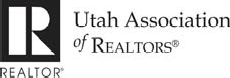 R
REALTOR®
Utah Association
of REALTORS®